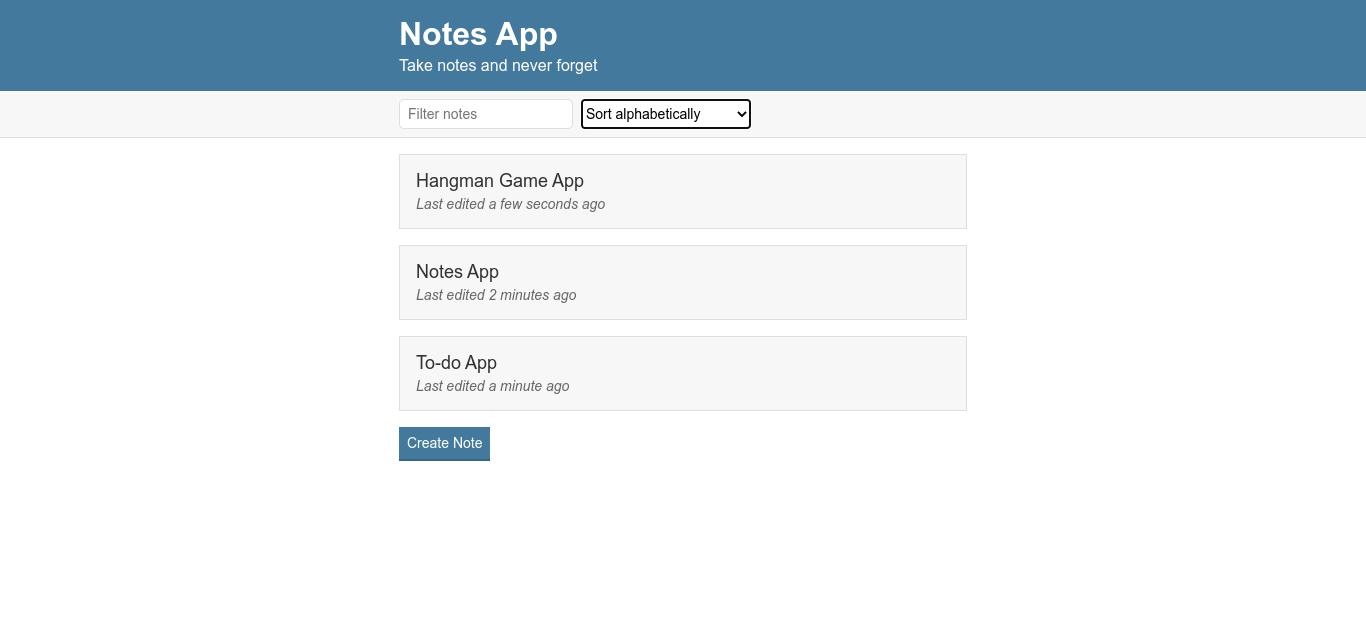 Notes App
Take notes and never forget
Filter notes
Sort alphabetically
Hangman Game App
Last edited a few seconds ago
Notes App
Last edited 2 minutes ago
To-do App
Last edited a minute ago
Create Note